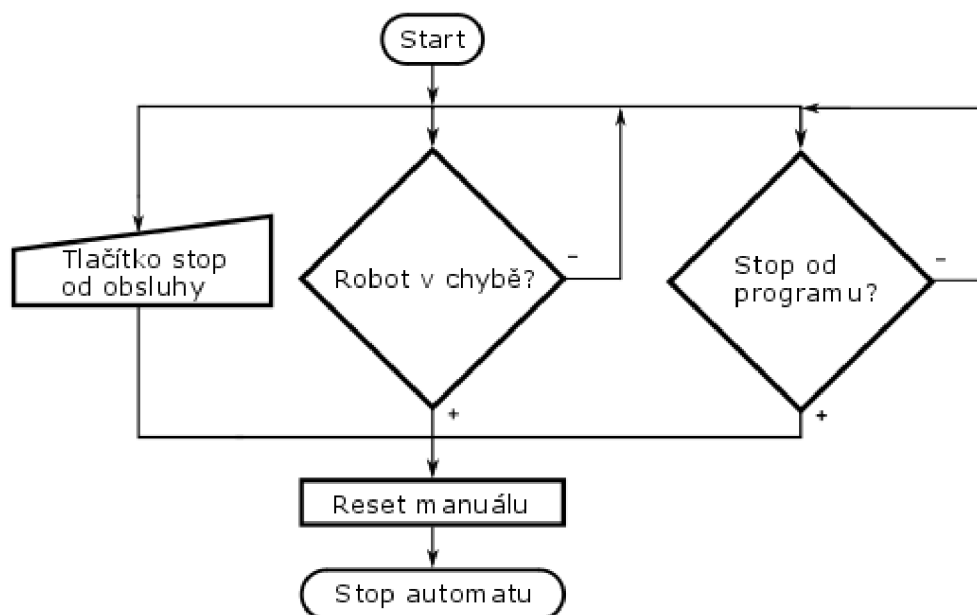 Start
Tlačítko stop
od obsluhy
Robot v chybě?
–
+
Stop od
programu?
–
+
Reset manuálu
Stop automatu